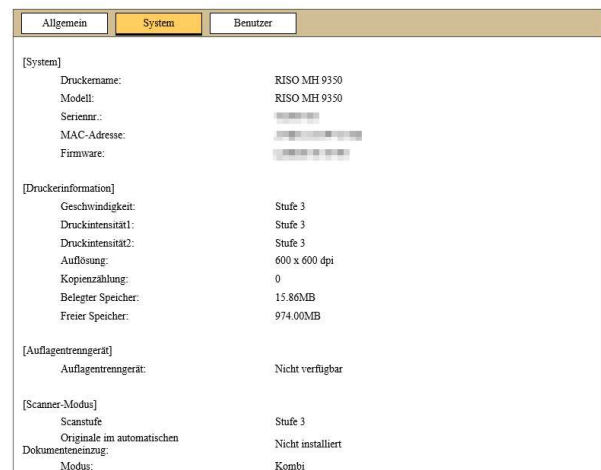 Allgemein System Benutzer
[System]
Druckername: RISO MH 9350
Modell: RISO MH 9350
Seriennr.:
MAC-Adresse:
Firmware:
[Druckerinformation]
Geschwindigkeit: Stufe 3
Druckintensität1: Stufe 3
Druckintensität2: Stufe 3
Auflösung: 600 x 600 dpi
Kopienzählung: 0
Belegter Speicher: 15.86MB
Freier Speicher: 974.00MB
[Auflagentrenngerät]
Auflagentrenngerät: Nicht verfügbar
[Scanner-Modus]
Scanstufe Stufe 3
Originale im automatischen
Dokumenteneinzug: Nicht installiert
Modus: Kombi